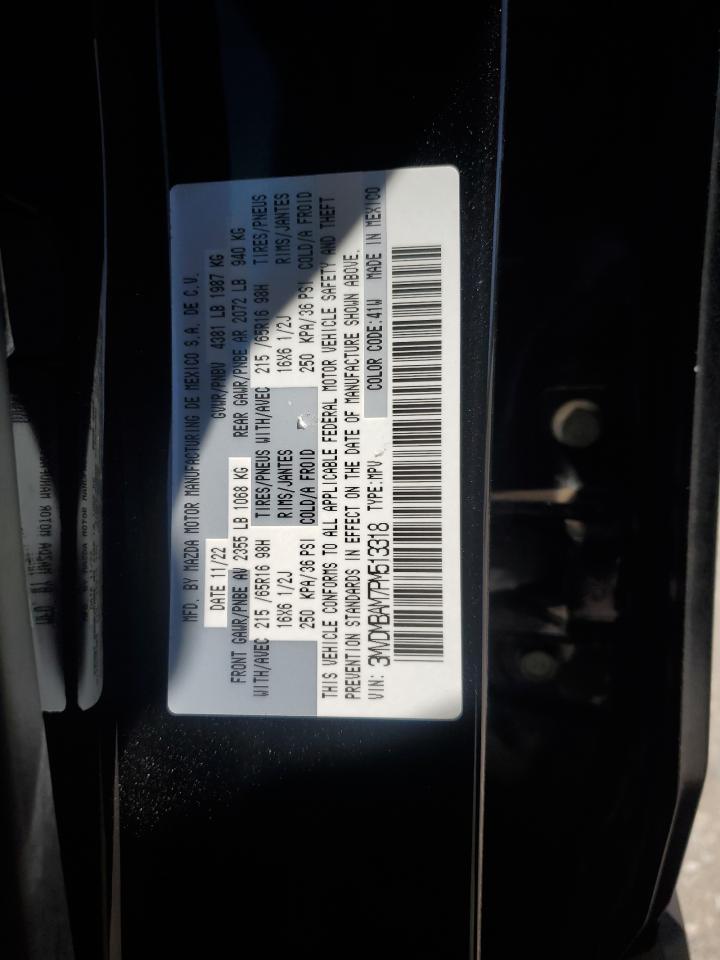 MFD. BY MAZDA MOTOR MANUFACTURING DE MEXICO S.A. DE C.V.
DATE 11/22 GVWR/PNBV 4381 LB 1987 KG
FRONT GAWR/PNBE AV 2355 LB 1068 KG REAR GAWR/PNBE AR 2072 LB 940 KG
WITH/AVEC 215 /65R16 98H TIRES/PNEUS WITH/AVEC 215 /65R16 98H TIRES/PNEUS
16X6 1/2J RIMS/JANTES 16X6 1/2J RIMS/JANTES
250 KPA/36 PSI COLD/A FROID 250 KPA/36 PSI COLD/A FROID
THIS VEHICLE CONFORMS TO ALL APPLICABLE FEDERAL MOTOR VEHICLE SAFETY AND THEFT
PREVENTION STANDARDS IN EFFECT ON THE DATE OF MANUFACTURE SHOWN ABOVE.
VIN: 3MVDMBAM7PM513318 TYPE:MPV COLOR CODE:41W MADE IN MEXICO